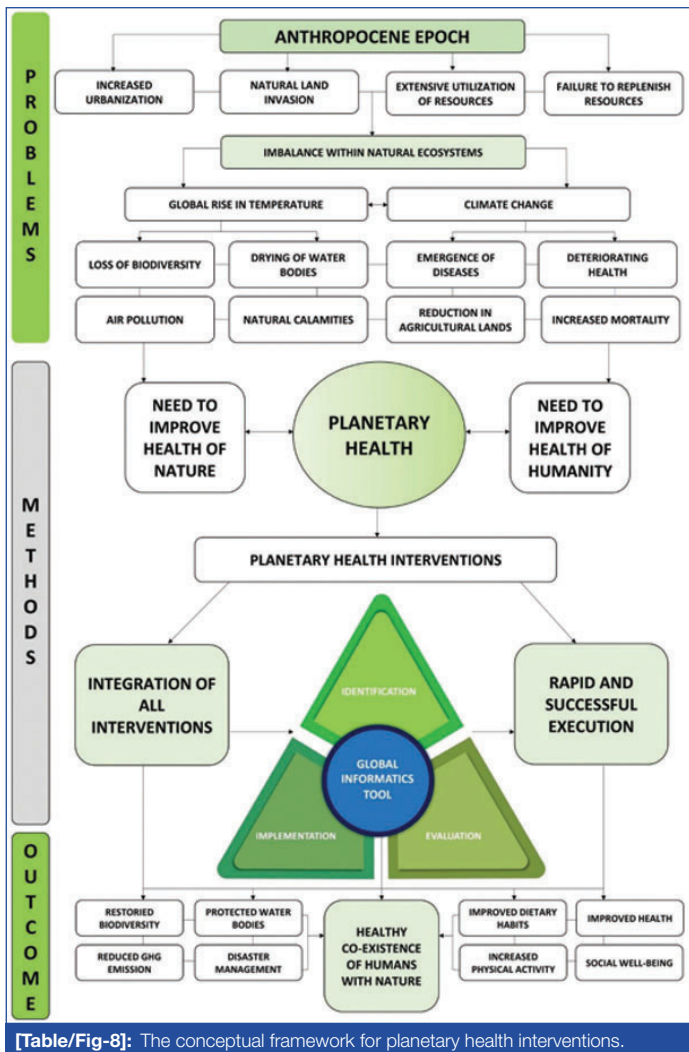 PROBLEMS
ANTHROPOCENE EPOCH
INCREASED
URBANIZATION
NATURAL LAND
INVASION
EXTENSIVE UTILIZATION
OF RESOURCES
FAILURE TO REPLENISH
RESOURCES
IMBALANCE WITHIN NATURAL ECOSYSTEMS
GLOBAL RISE IN TEMPERATURE
CLIMATE CHANGE
LOSS OF BIODIVERSITY
DRYING OF WATER
BODIES
EMERGENCE OF
DISEASES
DETERIORATING
HEALTH
AIR POLLUTION
NATURAL CALAMITIES
REDUCTION IN
AGRICULTURAL LANDS
INCREASED MORTALITY
METHODS
NEED TO
IMPROVE
HEALTH OF
NATURE
PLANETARY
HEALTH
NEED TO
IMPROVE
HEALTH OF
HUMANITY
PLANETARY HEALTH INTERVENTIONS
INTEGRATION OF
ALL
INTERVENTIONS
IDENTIFICATION
RAPID AND
SUCCESSFUL
EXECUTION
GLOBAL
INFORMATICS
TOOL
IMPLEMENTATION
EVALUATION
OUTCOME
RESTORIED
BIODIVERSITY
PROTECTED WATER
BODIES
HEALTHY
CO-EXISTENCE
OF HUMANS
WITH NATURE
IMPROVED DIETARY
HABITS
IMPROVED HEALTH
REDUCED GHG
EMISSION
DISASTER
MANAGEMENT
INCREASED
PHYSICAL ACTIVITY
SOCIAL WELL-BEING
[Table/Fig-8]: The conceptual framework for planetary health interventions.